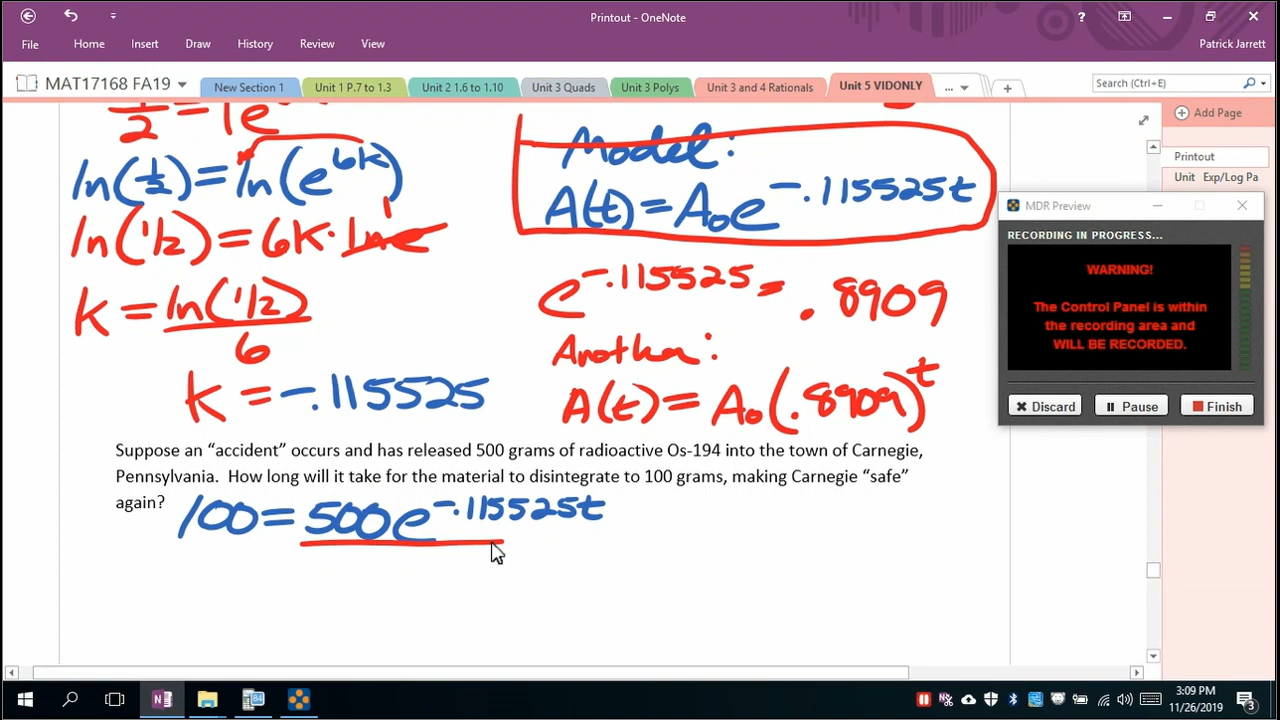 Printout - OneNote
?
File
Home
Insert
Draw
History
Review
View
Patrick Jarrett
MAT17168 FA19
New Section 1
Unit 1 P.7 to 1.3
Unit 2 1.6 to 1.10
Unit 3 Quads
Unit 3 Polys
Unit 3 and 4 Rationals
Unit 5 VIDONLY
...
+
Search (Ctrl+E)
Add Page
Printout
Unit Exp/Log Pa
1/2 = 1e
ln(1/2) = ln(e^6k)
ln(1/2) = 6k · ln e
1
k = ln(1/2)
6
k = -.115525
Model:
A(t) = A₀e^-.115525t
e^-.115525 = .8909
Another:
A(t) = A₀(.8909)^t
MDR Preview
RECORDING IN PROGRESS...
WARNING!
The Control Panel is within
the recording area and
WILL BE RECORDED.
Discard
Pause
Finish
Suppose an “accident” occurs and has released 500 grams of radioactive Os-194 into the town of Carnegie,
Pennsylvania. How long will it take for the material to disintegrate to 100 grams, making Carnegie “safe”
again?
100 = 500e^-.115525t
3:09 PM
11/26/2019
3